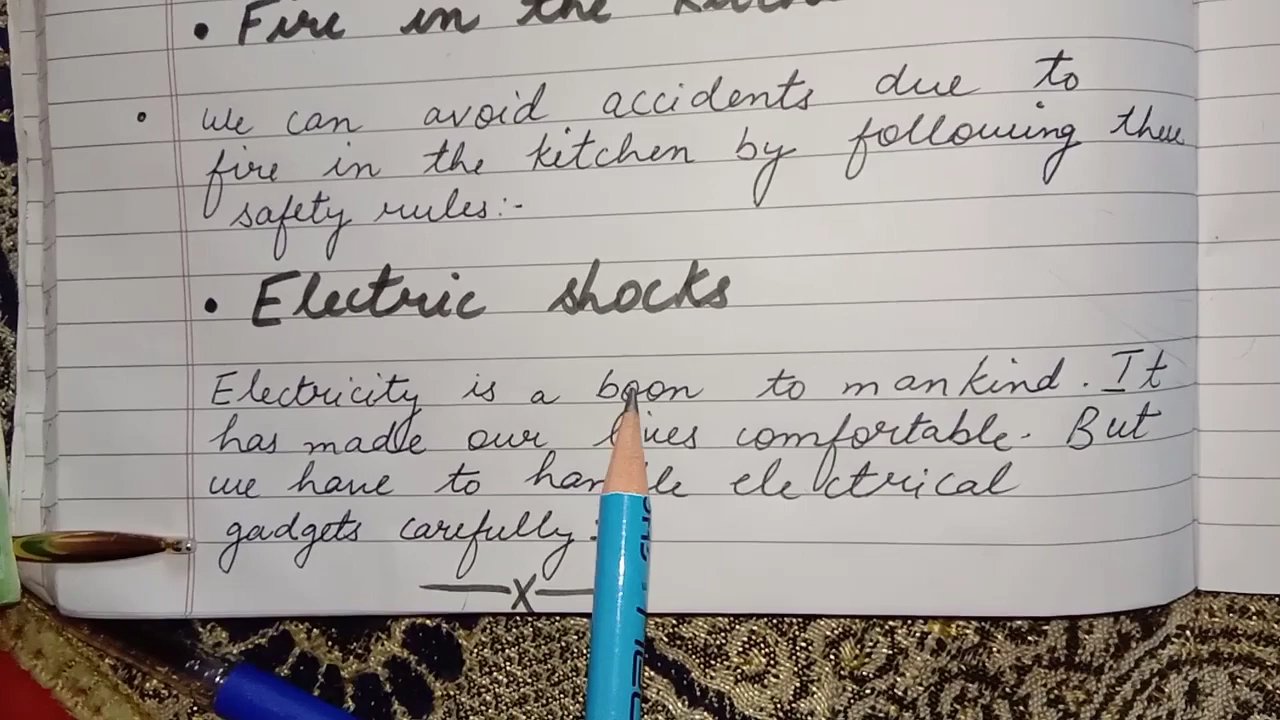 • Fire in the Kitchen
• We can avoid accidents due to
fire in the kitchen by following these
safety rules:-
• Electric shocks
Electricity is a boon to mankind. It
has made our lives comfortable. But
we have to handle electrical
gadgets carefully:
—x—